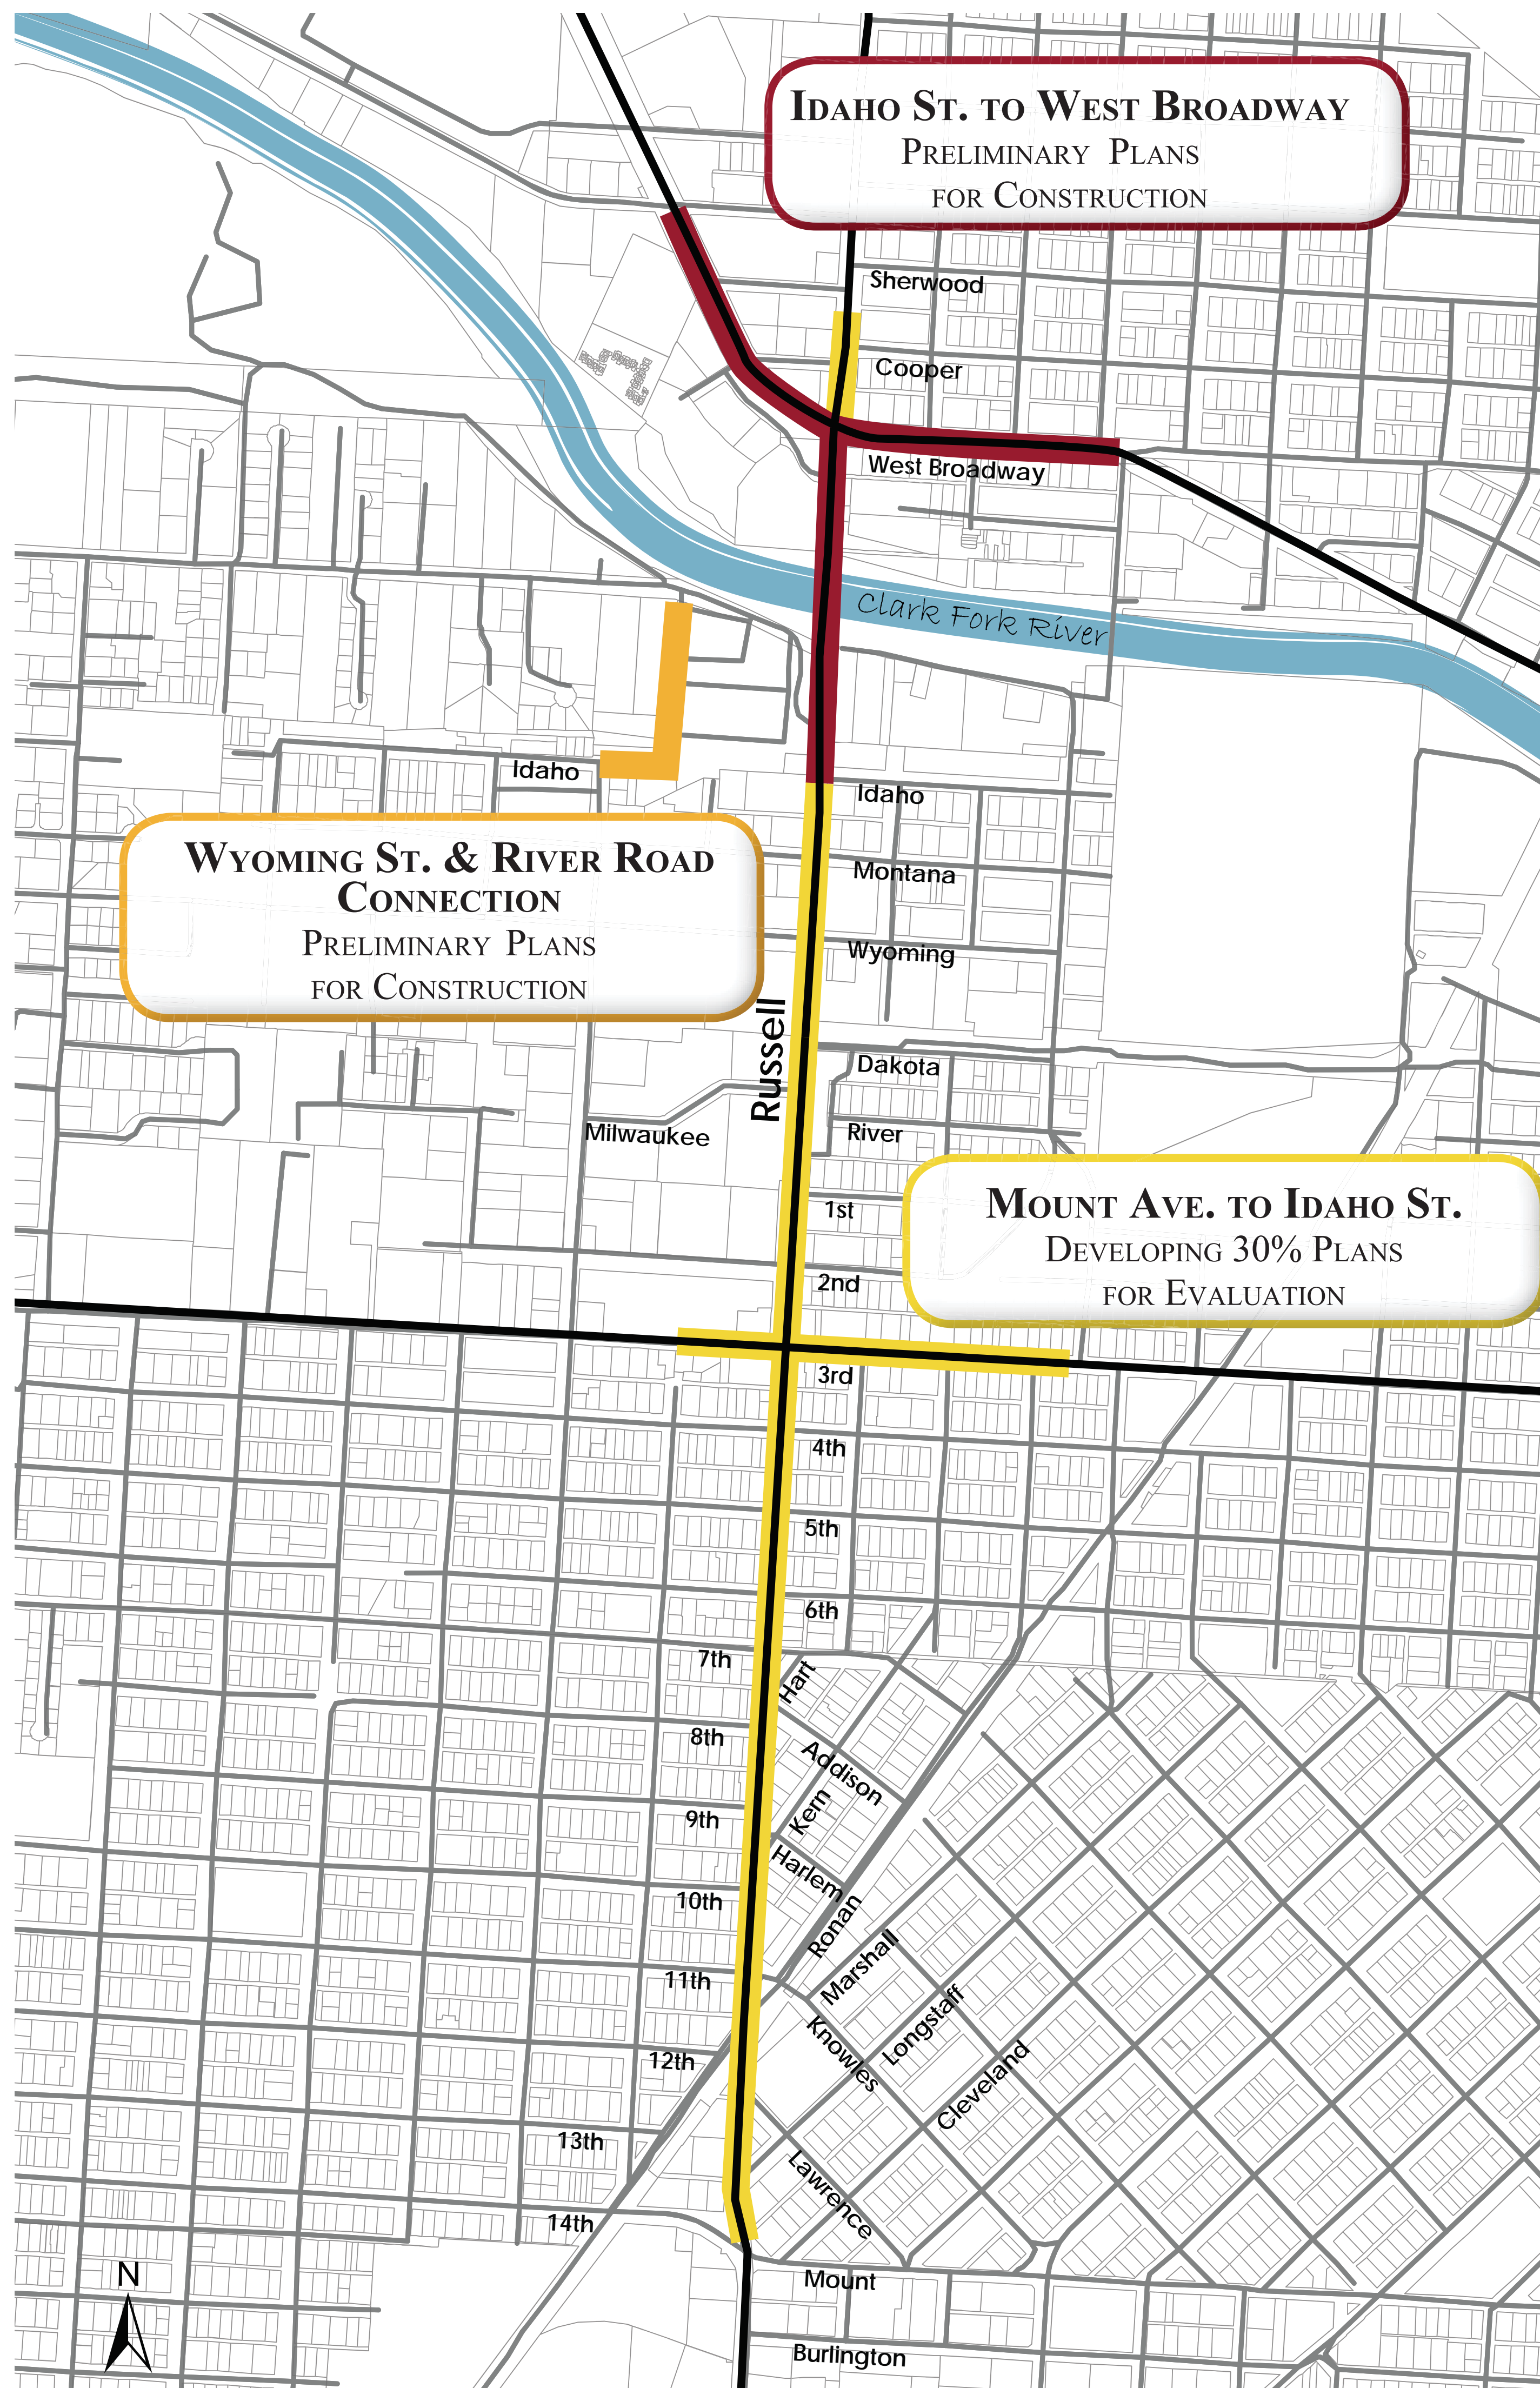 Idaho St. to West Broadway
Preliminary Plans
for Construction
Sherwood
Cooper
West Broadway
Clark Fork River
Idaho
Idaho
Montana
Wyoming St. & River Road
Connection
Preliminary Plans
for Construction
Wyoming
Russell
Dakota
Milwaukee
River
Mount Ave. to Idaho St.
Developing 30% Plans
for Evaluation
1st
2nd
3rd
4th
5th
6th
7th
Hart
8th
Addison
Kern
9th
Harlem
10th
Ronan
Marshall
11th
Longstaff
Knowles
12th
Cleveland
13th
Lawrence
14th
N
Mount
Burlington